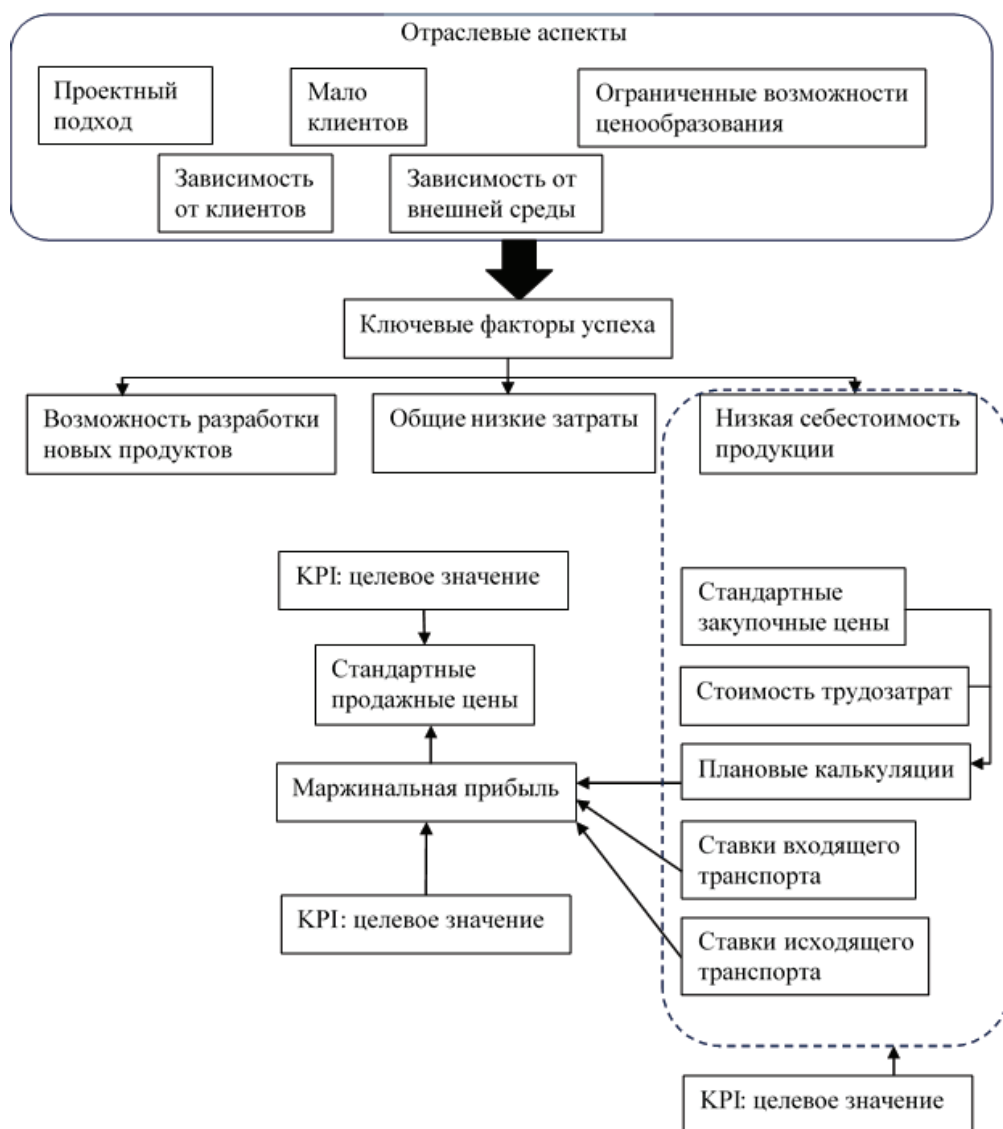 Отраслевые аспекты
Проектный
подход
Мало
клиентов
Ограниченные возможности
ценообразования
Зависимость
от клиентов
Зависимость от
внешней среды
Ключевые факторы успеха
Возможность разработки
новых продуктов
Общие низкие затраты
Низкая себестоимость
продукции
KPI: целевое значение
Стандартные
продажные цены
Маржинальная прибыль
KPI: целевое значение
Стандартные
закупочные цены
Стоимость трудозатрат
Плановые калькуляции
Ставки входящего
транспорта
Ставки исходящего
транспорта
KPI: целевое значение